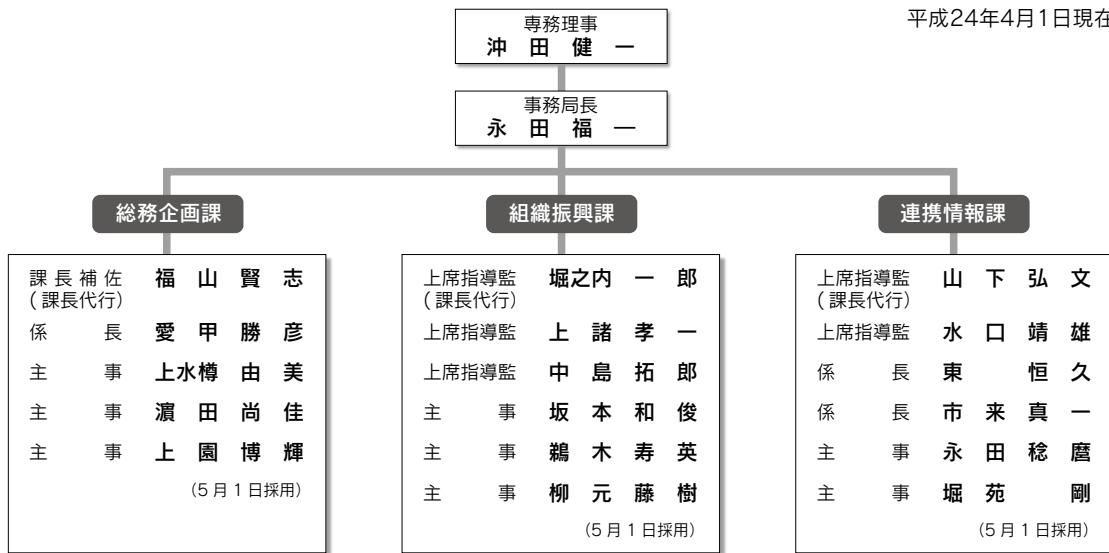 平成24年4月1日現在
専務理事
沖田健一
事務局長
永田福一
総務企画課
課長補佐 福山賢志
(課長代行)
係長 愛甲勝彦
主事 上水樽由美
主事 濵田尚佳
主事 上園博輝
(5月1日採用)
組織振興課
上席指導監 堀之内一郎
(課長代行)
上席指導監 上諸孝一
上席指導監 中島拓郎
主事 坂本和俊
主事 鵜木寿英
主事 柳元藤樹
(5月1日採用)
連携情報課
上席指導監 山下弘文
(課長代行)
上席指導監 水口靖雄
係長 東恒久
係長 市来真一
主事 永田稔麿
主事 堀苑剛
(5月1日採用)